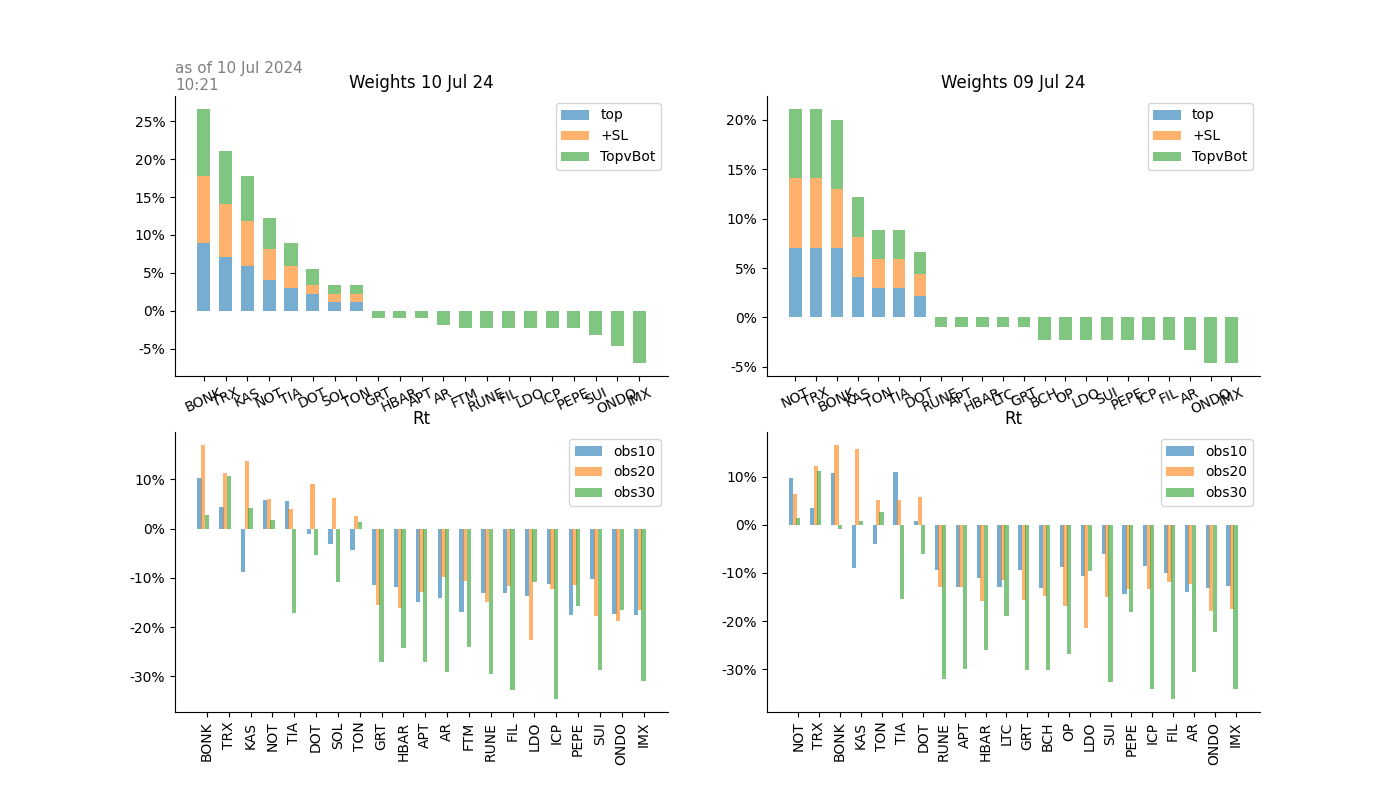 as of 10 Jul 2024
10:21
Weights 10 Jul 24
25%
20%
15%
10%
5%
0%
-5%
top
+SL
TopvBot
BONK TRX KAS NOT TIA DOT SOL TON GRT HBAR APT AR FTM RUNE FIL LDO ICP PEPE SUI ONDO IMX
Weights 09 Jul 24
20%
15%
10%
5%
0%
-5%
top
+SL
TopvBot
NOT TRX BONK KAS TON TIA DOT RUNE APT HBAR LTC GRT BCH OP LDO SUI PEPE ICP FIL AR ONDO IMX
Rt
10%
0%
-10%
-20%
-30%
obs10
obs20
obs30
BONK TRX KAS NOT TIA DOT SOL TON GRT HBAR APT AR FTM RUNE FIL LDO ICP PEPE SUI ONDO IMX
Rt
10%
0%
-10%
-20%
-30%
obs10
obs20
obs30
NOT TRX BONK KAS TON TIA DOT RUNE APT HBAR LTC GRT BCH OP LDO SUI PEPE ICP FIL AR ONDO IMX